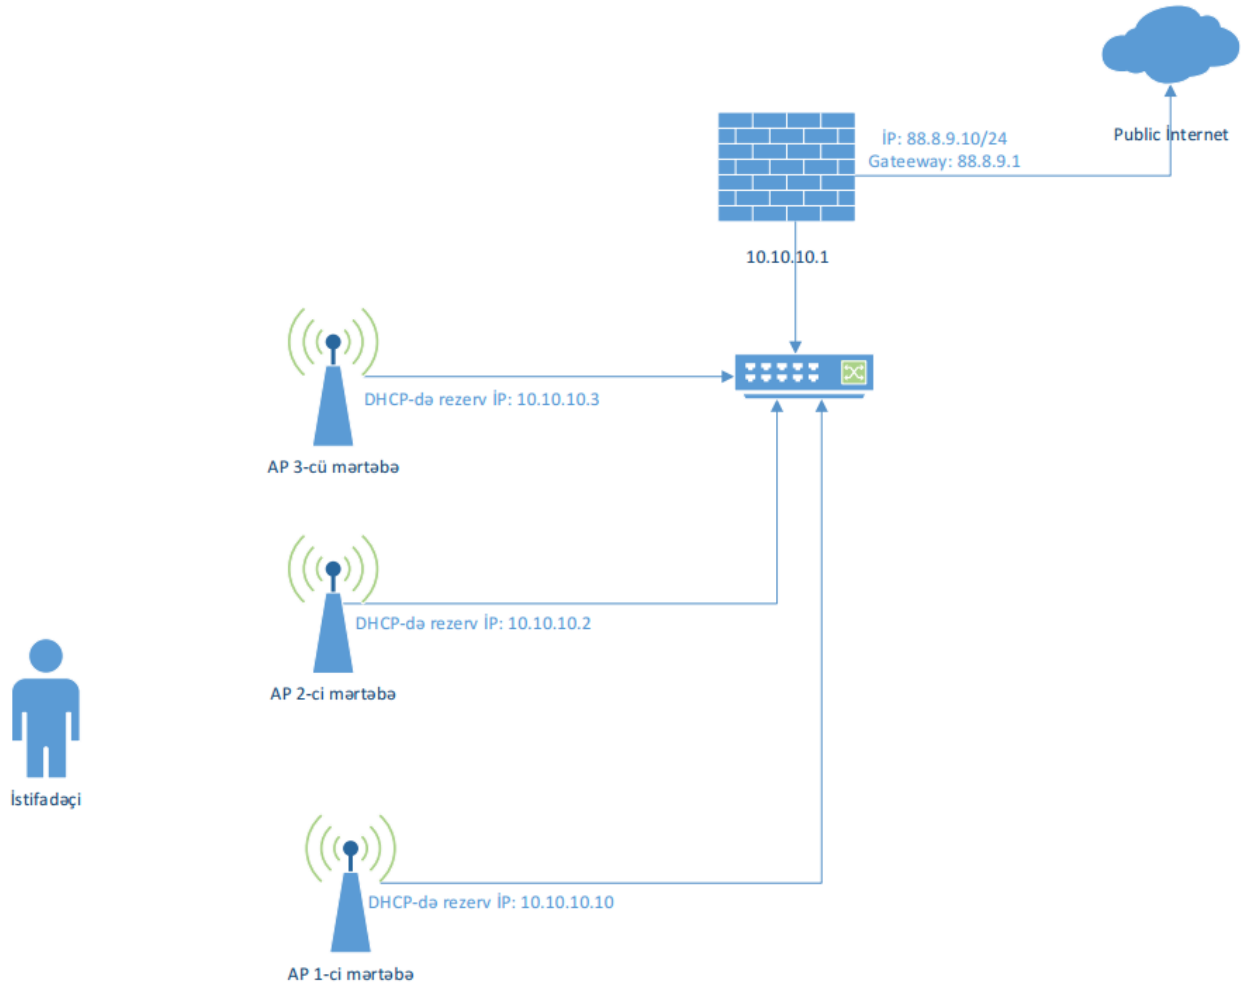 Public İnternet
İP: 88.8.9.10/24
Gateeway: 88.8.9.1
10.10.10.1
DHCP-də rezerv İP: 10.10.10.3
AP 3-cü mərtəbə
DHCP-də rezerv İP: 10.10.10.2
AP 2-ci mərtəbə
İstifadəçi
DHCP-də rezerv İP: 10.10.10.10
AP 1-ci mərtəbə